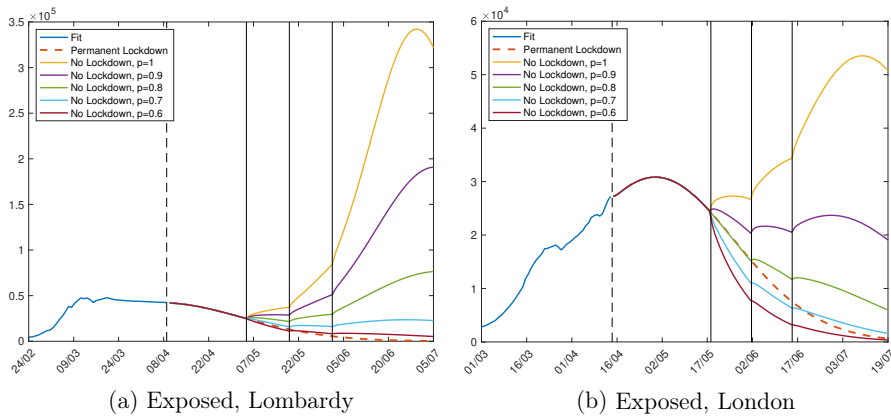 ×10^5
3.5
3
2.5
2
1.5
1
0.5
0
Fit
Permanent Lockdown
No Lockdown, p=1
No Lockdown, p=0.9
No Lockdown, p=0.8
No Lockdown, p=0.7
No Lockdown, p=0.6
24/02
09/03
24/03
08/04
22/04
07/05
22/05
05/06
20/06
05/07
(a) Exposed, Lombardy
×10^4
6
5
4
3
2
1
0
Fit
Permanent Lockdown
No Lockdown, p=1
No Lockdown, p=0.9
No Lockdown, p=0.8
No Lockdown, p=0.7
No Lockdown, p=0.6
01/03
16/03
01/04
16/04
02/05
17/05
02/06
17/06
03/07
19/07
(b) Exposed, London